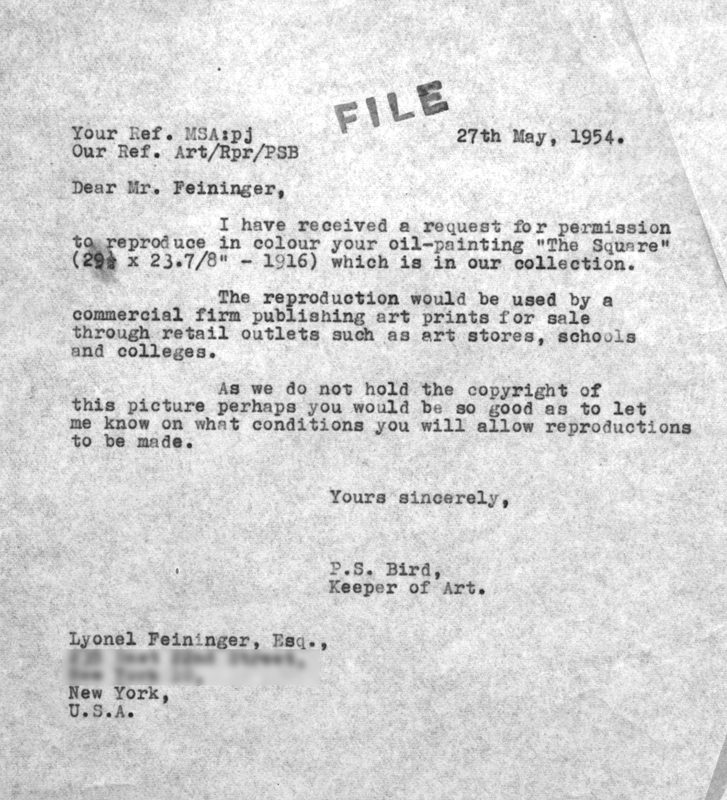 FILE
Your Ref. MSA:pj
27th May, 1954.
Our Ref. Art/Rpr/PSB
Dear Mr. Feininger,
I have received a request for permission
to reproduce in colour your oil-painting "The Square"
(29½ x 23.7/8" - 1916) which is in our collection.
The reproduction would be used by a
commercial firm publishing art prints for sale
through retail outlets such as art stores, schools
and colleges.
As we do not hold the copyright of
this picture perhaps you would be so good as to let
me know on what conditions you will allow reproductions
to be made.
Yours sincerely,
P.S. Bird,
Keeper of Art.
Lyonel Feininger, Esq.,
New York,
U.S.A.